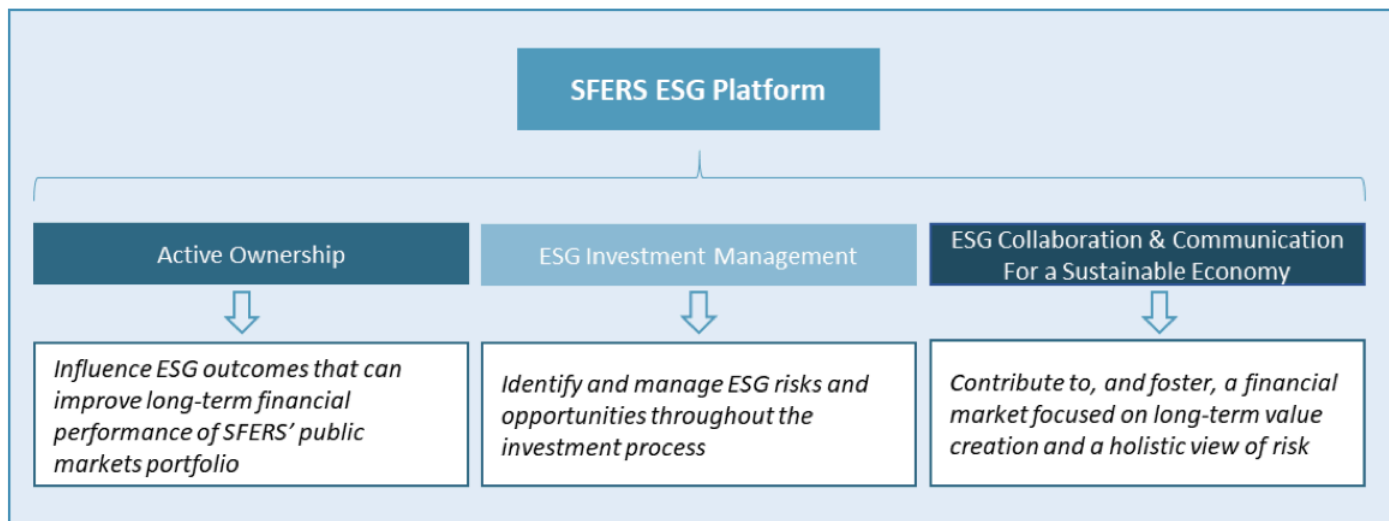 SFERS ESG Platform
Active Ownership
ESG Investment Management
ESG Collaboration & Communication
For a Sustainable Economy
Influence ESG outcomes that can
improve long-term financial
performance of SFERS’ public
markets portfolio
Identify and manage ESG risks and
opportunities throughout the
investment process
Contribute to, and foster, a financial
market focused on long-term value
creation and a holistic view of risk